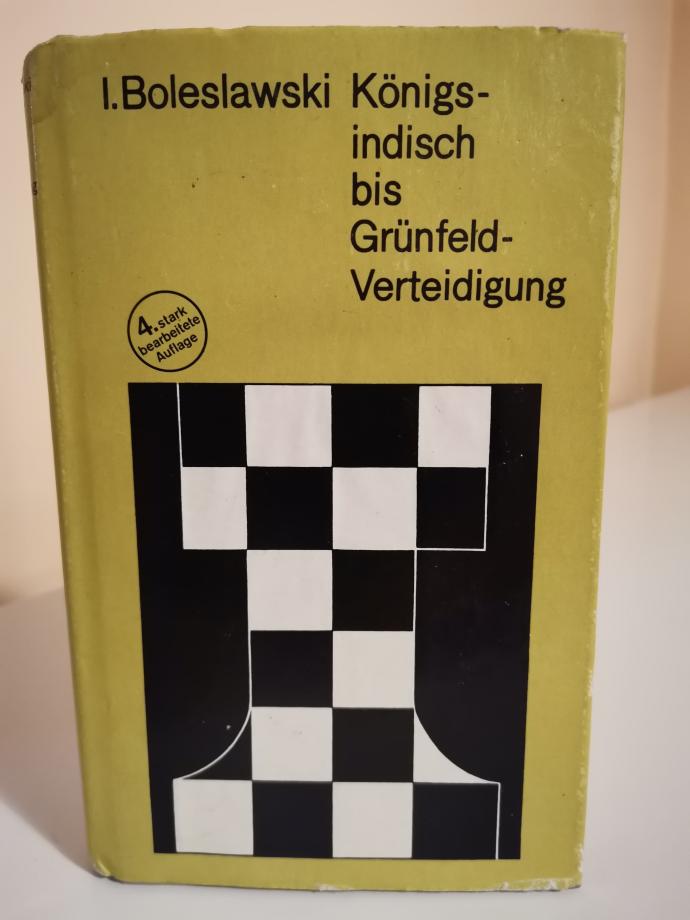 I. Boleslawski Königs-
indisch
bis
Grünfeld-
Verteidigung
4. stark
bearbeitete
Auflage